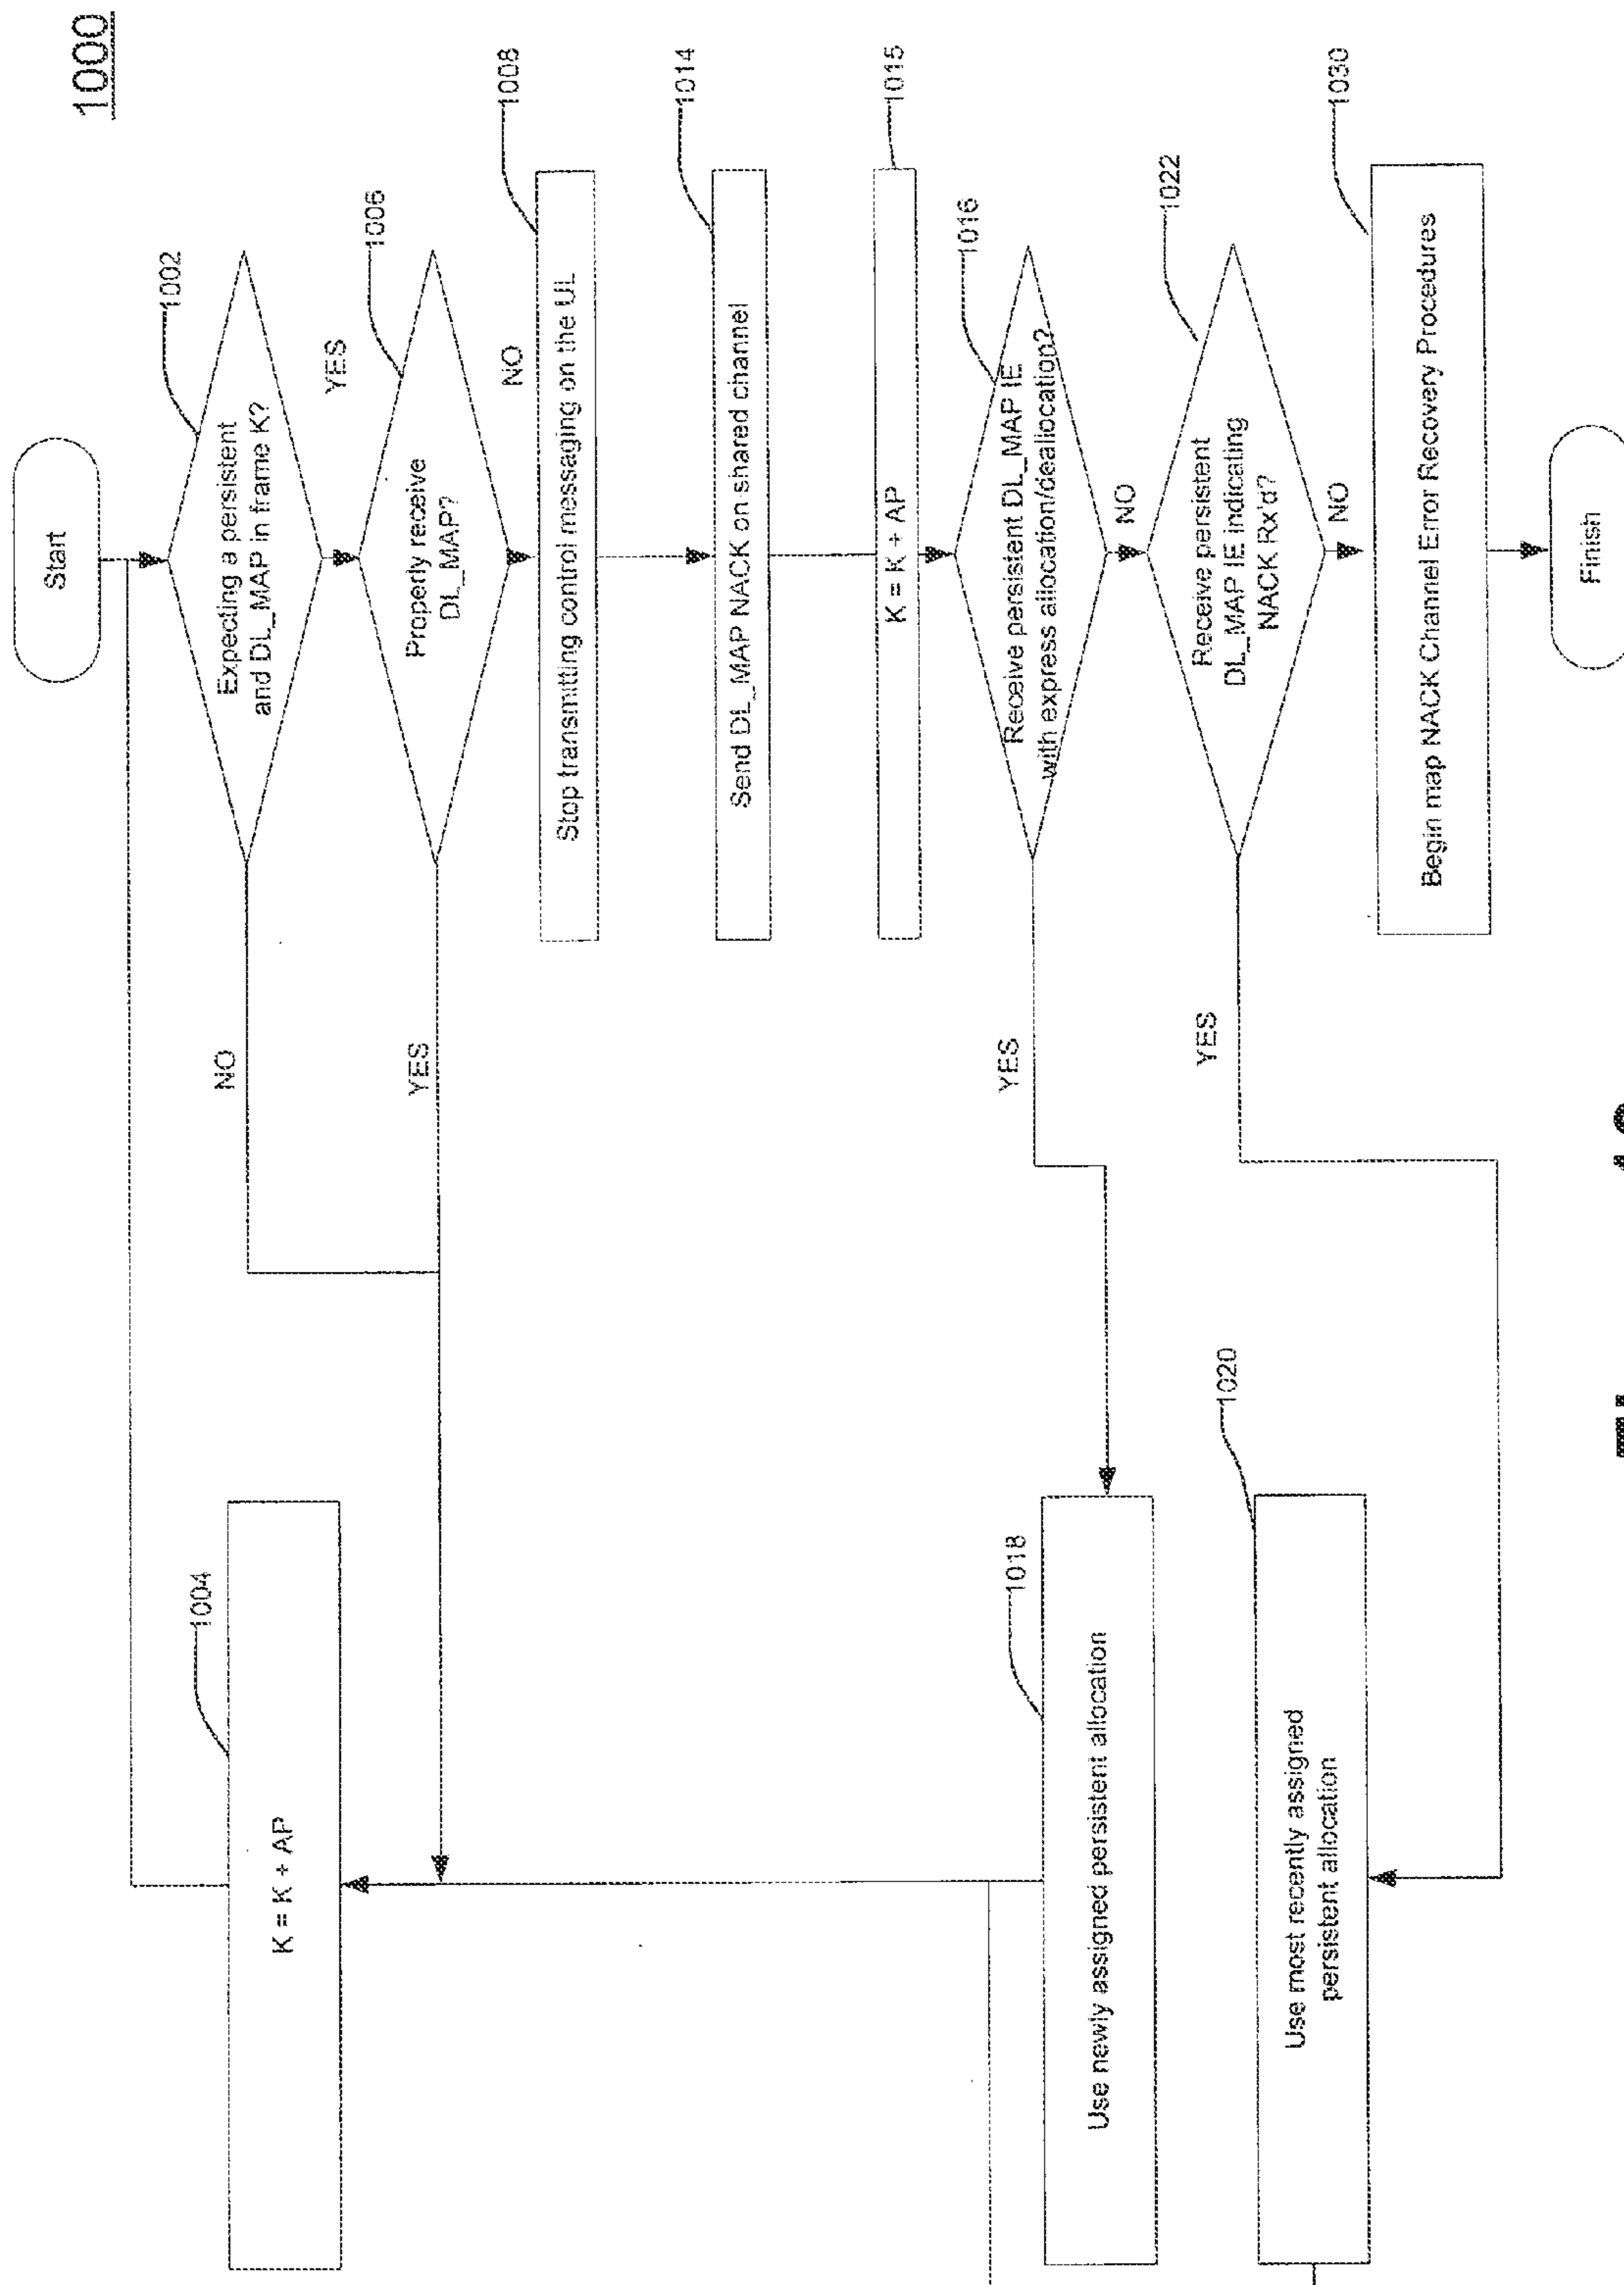 1000
Start
1002
Expecting a persistent
and DL_MAP in frame K?
NO
YES
1004
K = K + AP
1006
Properly receive
DL_MAP?
YES
NO
1008
Stop transmitting control messaging on the UL
1014
Send DL_MAP NACK on shared channel
1015
K = K + AP
1016
Receive persistent DL_MAP IE
with express allocation/deallocation?
YES
NO
1018
Use newly assigned persistent allocation
1022
Receive persistent
DL_MAP IE indicating
NACK Rx'd?
YES
NO
1020
Use most recently assigned
persistent allocation
1030
Begin map NACK Channel Error Recovery Procedures
Finish